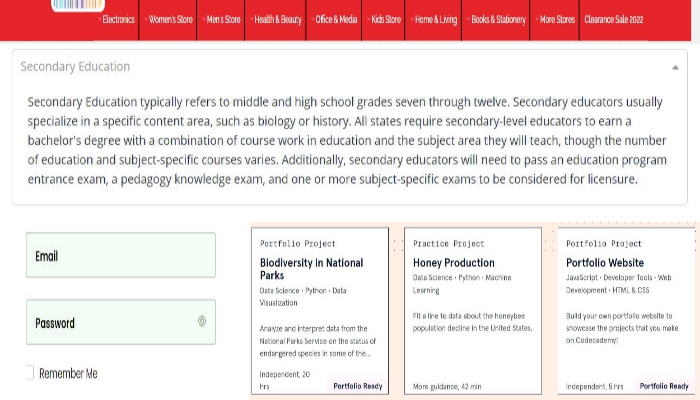 Electronics Women's Store Men's Store Health & Beauty Office & Media Kids Store Home & Living Books & Stationery More Stores Clearance Sale 2022
Secondary Education
Secondary Education typically refers to middle and high school grades seven through twelve. Secondary educators usually
specialize in a specific content area, such as biology or history. All states require secondary-level educators to earn a
bachelor's degree with a combination of course work in education and the subject area they will teach, though the number
of education and subject-specific courses varies. Additionally, secondary educators will need to pass an education program
entrance exam, a pedagogy knowledge exam, and one or more subject-specific exams to be considered for licensure.
Email
Password
Remember Me
Portfolio Project
Biodiversity in National
Parks
Data Science • Python • Data
Visualization
Analyze and interpret data from the
National Parks Service on the status of
endangered species in some of the...
Independent, 20
hrs
Portfolio Ready
Practice Project
Honey Production
Data Science • Python • Machine
Learning
Fit a line to data about the honeybee
population decline in the United States.
More guidance, 42 min
Portfolio Project
Portfolio Website
JavaScript • Developer Tools • Web
Development • HTML & CSS
Build your own portfolio website to
showcase the projects that you make
on Codecademy!
Independent, 5 hrs
Portfolio Ready